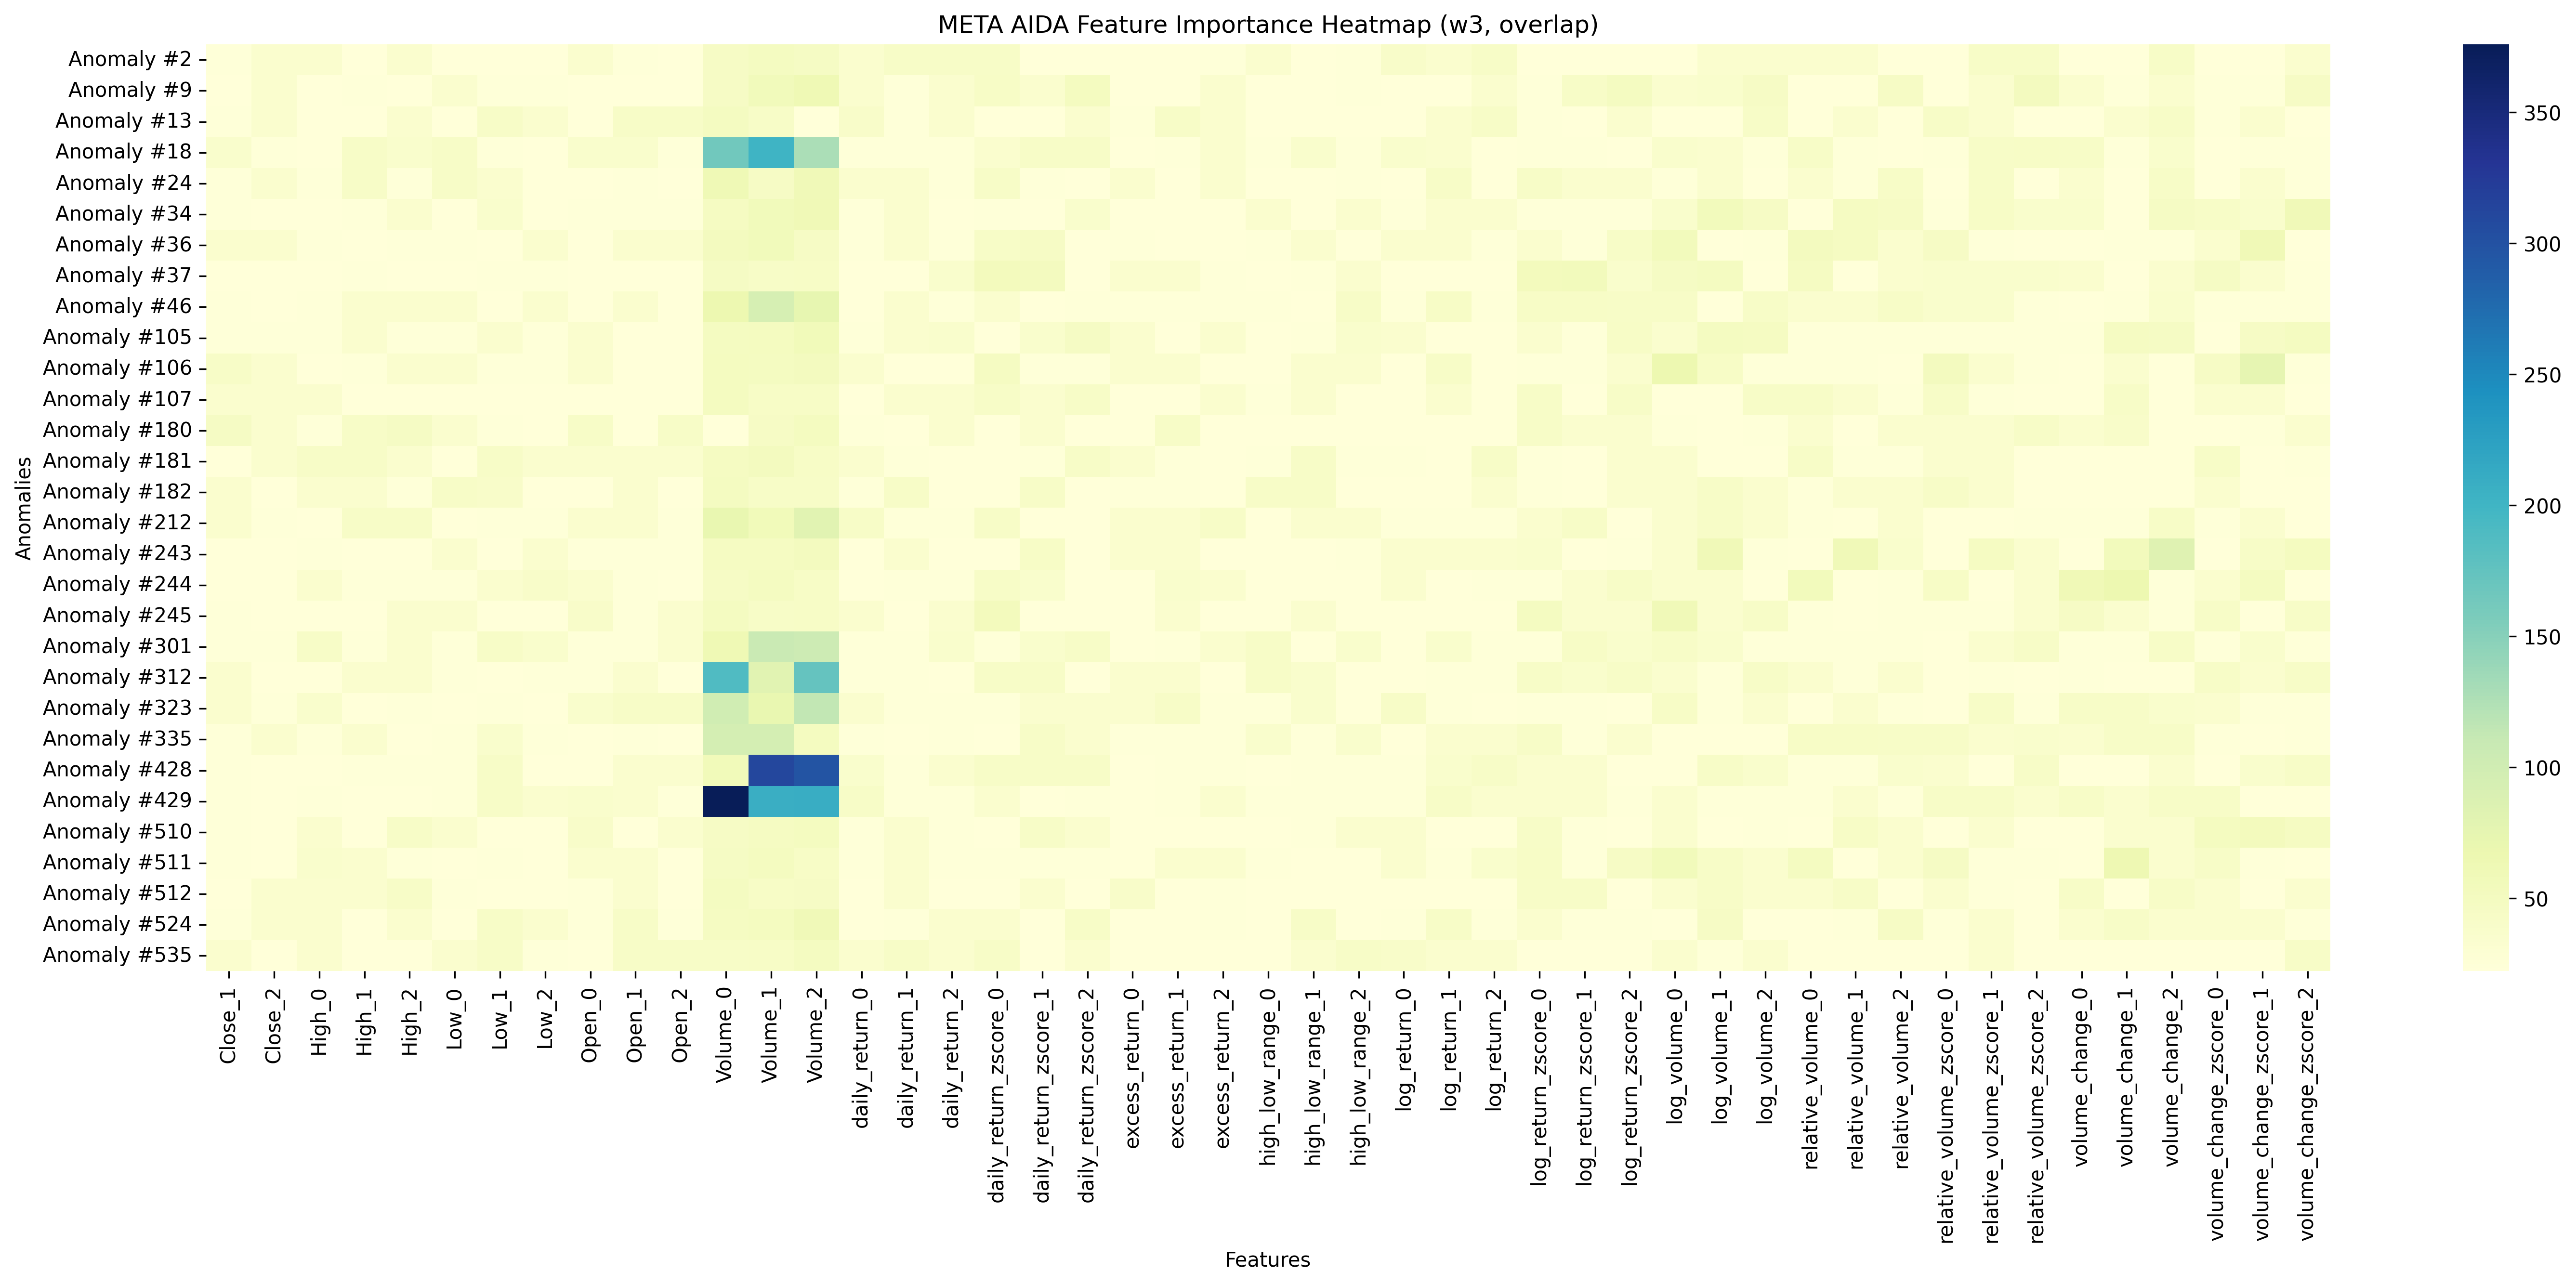 META AIDA Feature Importance Heatmap (w3, overlap)
Anomalies
Anomaly #2
Anomaly #9
Anomaly #13
Anomaly #18
Anomaly #24
Anomaly #34
Anomaly #36
Anomaly #37
Anomaly #46
Anomaly #105
Anomaly #106
Anomaly #107
Anomaly #180
Anomaly #181
Anomaly #182
Anomaly #212
Anomaly #243
Anomaly #244
Anomaly #245
Anomaly #301
Anomaly #312
Anomaly #323
Anomaly #335
Anomaly #428
Anomaly #429
Anomaly #510
Anomaly #511
Anomaly #512
Anomaly #524
Anomaly #535
350
300
250
200
150
100
50
Close_1
Close_2
High_0
High_1
High_2
Low_0
Low_1
Low_2
Open_0
Open_1
Open_2
Volume_0
Volume_1
Volume_2
daily_return_0
daily_return_1
daily_return_2
daily_return_zscore_0
daily_return_zscore_1
daily_return_zscore_2
excess_return_0
excess_return_1
excess_return_2
high_low_range_0
high_low_range_1
high_low_range_2
log_return_0
log_return_1
log_return_2
log_return_zscore_0
log_return_zscore_1
log_return_zscore_2
log_volume_0
log_volume_1
log_volume_2
relative_volume_0
relative_volume_1
relative_volume_2
relative_volume_zscore_0
relative_volume_zscore_1
relative_volume_zscore_2
volume_change_0
volume_change_1
volume_change_2
volume_change_zscore_0
volume_change_zscore_1
volume_change_zscore_2
Features